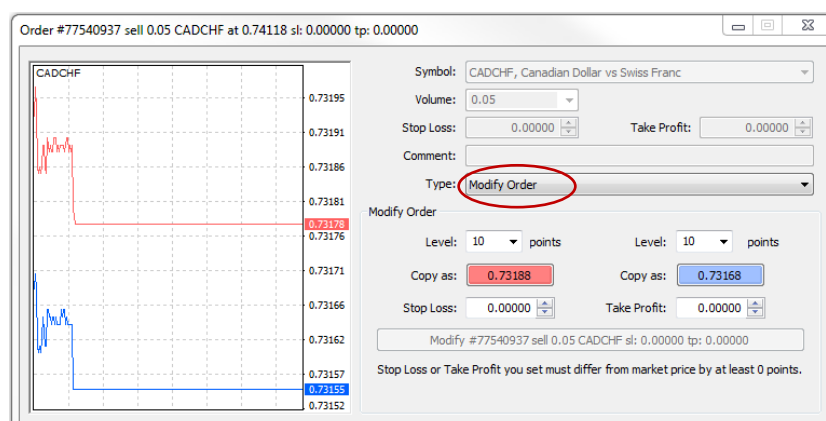 Order #77540937 sell 0.05 CADCHF at 0.74118 sl: 0.00000 tp: 0.00000
CADCHF
0.73195
0.73191
0.73186
0.73181
0.73178
0.73176
0.73171
0.73166
0.73162
0.73157
0.73155
0.73152
Symbol: CADCHF, Canadian Dollar vs Swiss Franc
Volume: 0.05
Stop Loss: 0.00000 Take Profit: 0.00000
Comment:
Type: Modify Order
Modify Order
Level: 10 points Level: 10 points
Copy as: 0.73188 Copy as: 0.73168
Stop Loss: 0.00000 Take Profit: 0.00000
Modify #77540937 sell 0.05 CADCHF sl: 0.00000 tp: 0.00000
Stop Loss or Take Profit you set must differ from market price by at least 0 points.